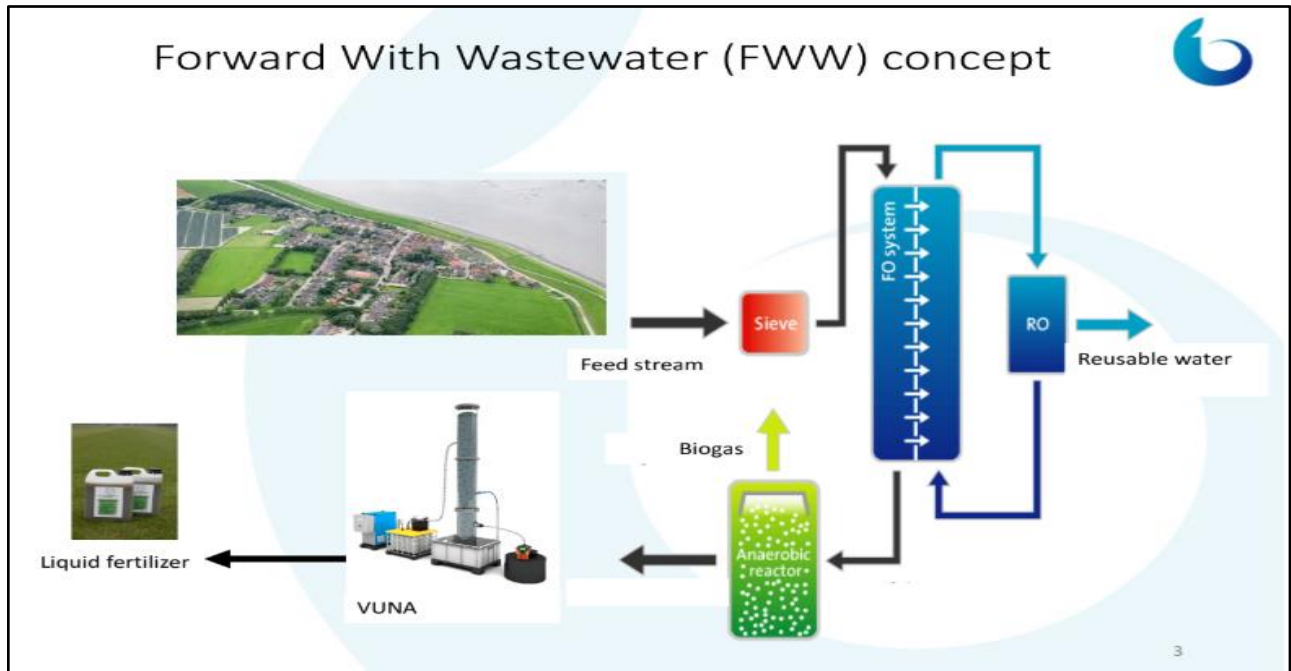 Forward With Wastewater (FWW) concept
FO system
Sieve
RO
Feed stream
Reusable water
Biogas
Anaerobic
reactor
Liquid fertilizer
VUNA
3